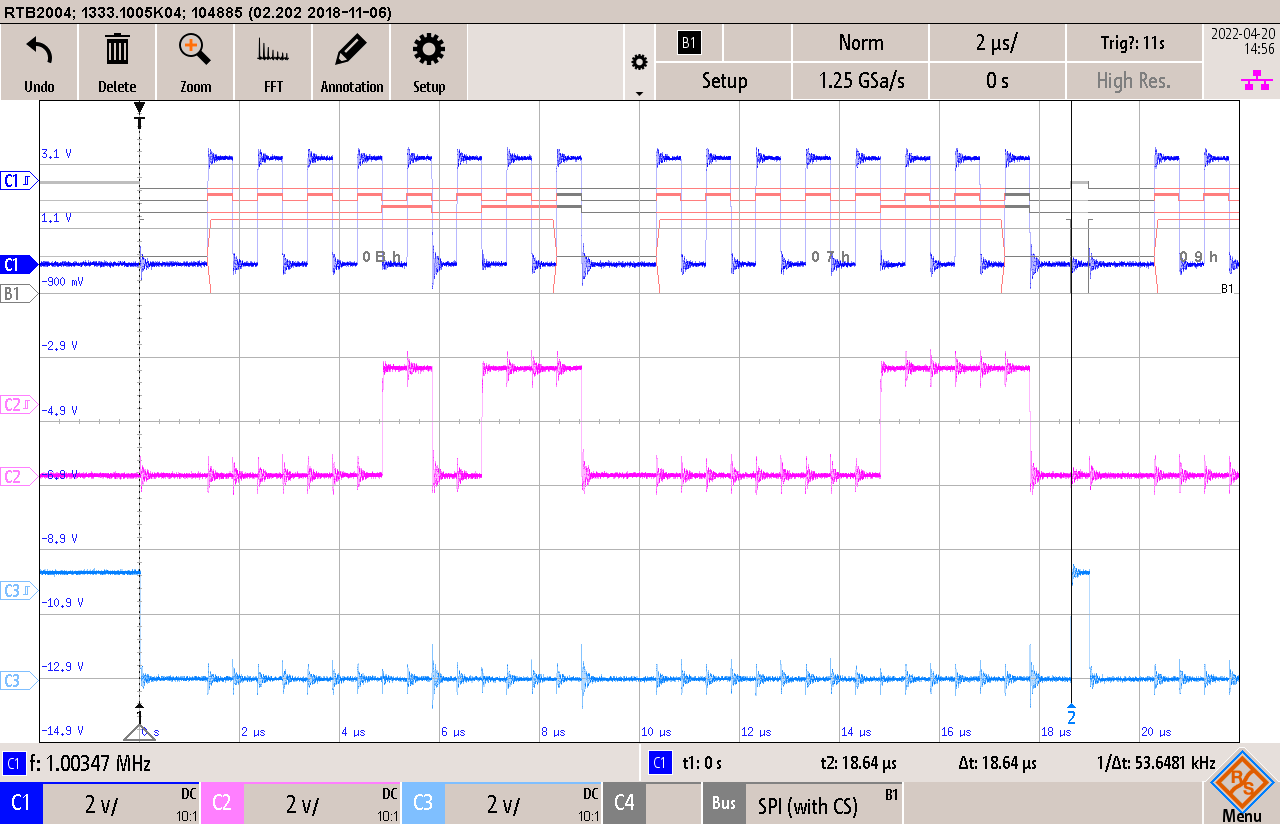 RTB2004; 1333.1005K04; 104885 (02.202 2018-11-06)
Undo Delete Zoom FFT Annotation Setup
B1 Norm 2 µs/ Trig?: 11s 2022-04-20
14:56
Setup 1.25 GSa/s 0 s High Res.
T
3.1 V
C1
1.1 V
0 B h 0 7 h 0 9 h
C1
-900 mV
B1 B1
-2.9 V
C2 -4.9 V
C2 -6.9 V
-8.9 V
C3
-10.9 V
-12.9 V
C3
1 2
-14.9 V 0 s 2 µs 4 µs 6 µs 8 µs 10 µs 12 µs 14 µs 16 µs 18 µs 20 µs
C1 f: 1.00347 MHz C1 t1: 0 s t2: 18.64 µs Δt: 18.64 µs 1/Δt: 53.6481 kHz
C1 2 V/ DC 10:1 C2 2 V/ DC 10:1 C3 2 V/ DC 10:1 C4 Bus SPI (with CS) B1
R S
Menu